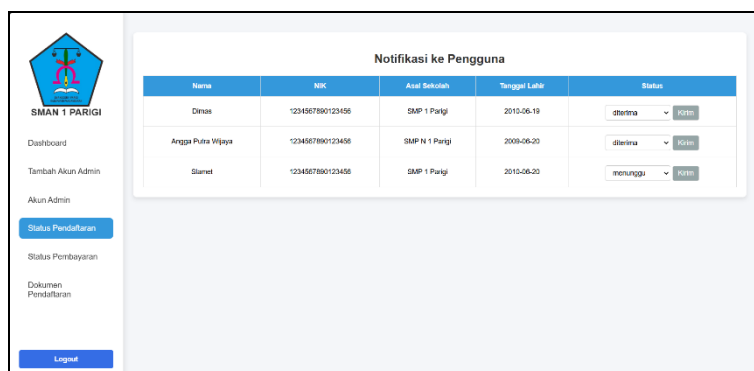 SMAN 1 PARIGI
Dashboard
Tambah Akun Admin
Akun Admin
Status Pendaftaran
Status Pembayaran
Dokumen
Pendaftaran
Logout
Notifikasi ke Pengguna
Nama NIK Asal Sekolah Tanggal Lahir Status
Dimas 1234567890123456 SMP 1 Parigi 2010-06-19 diterima Kirim
Angga Putra Wijaya 1234567890123456 SMP N 1 Parigi 2009-06-20 diterima Kirim
Slamet 1234567890123456 SMP 1 Parigi 2010-06-20 menunggu Kirim